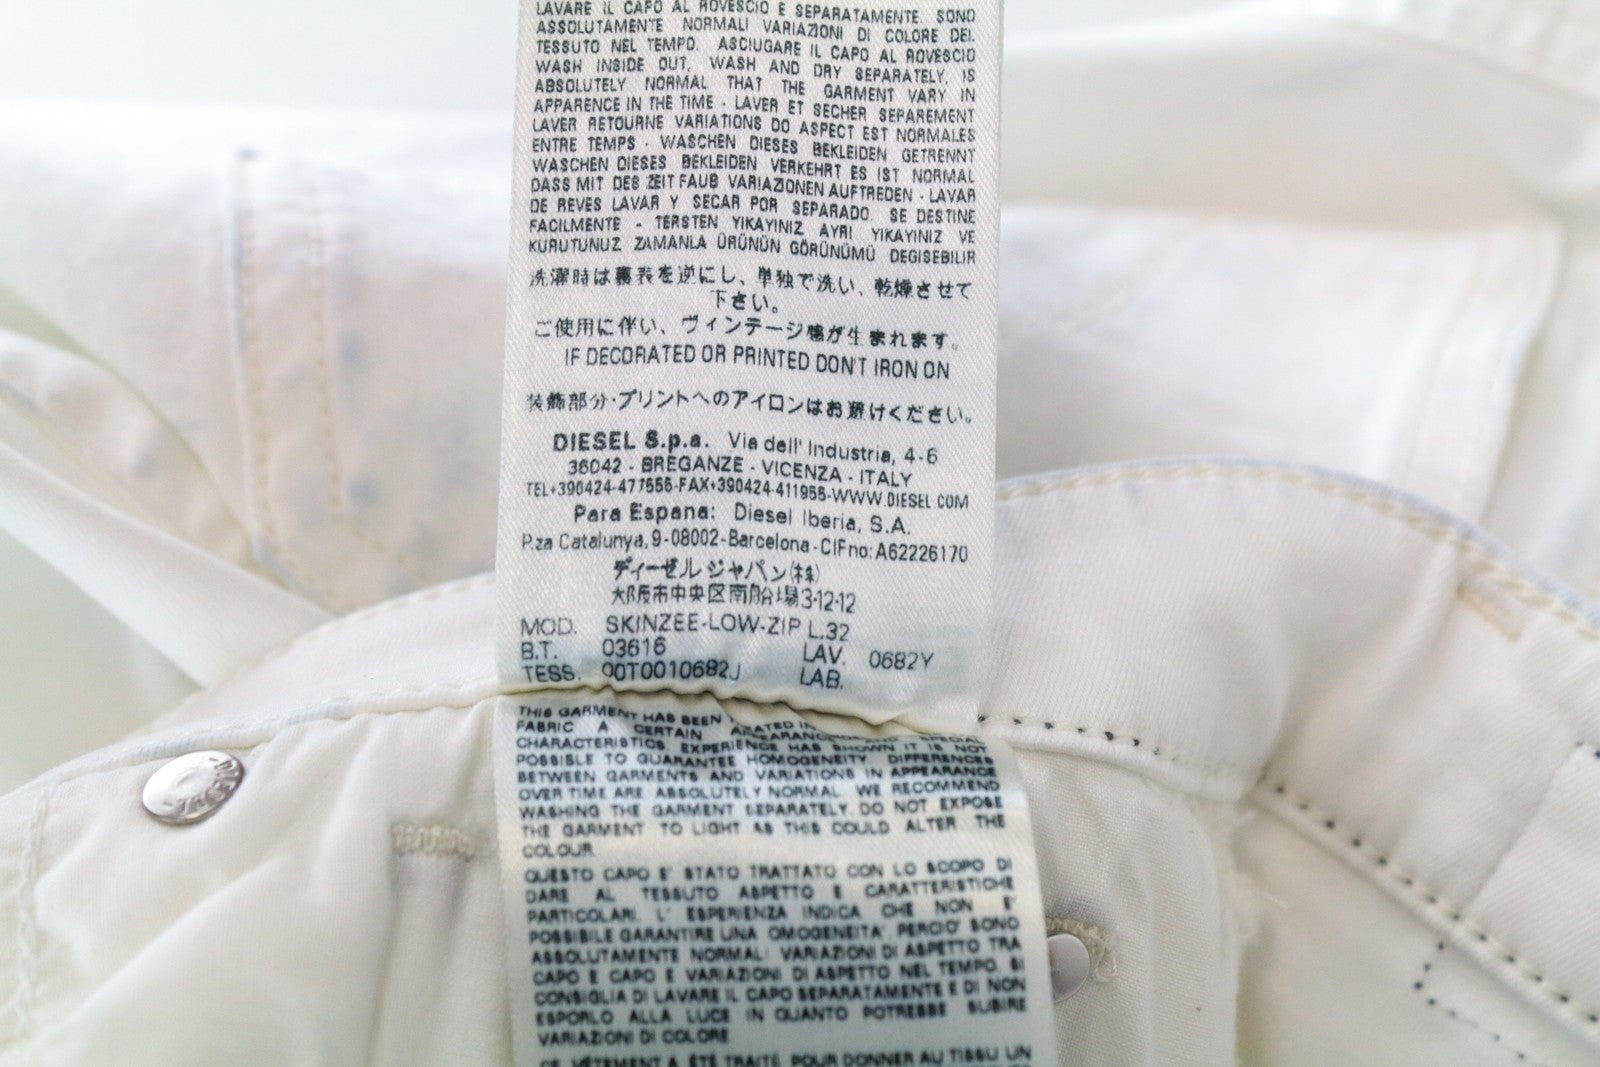 LAVARE IL CAPO AL ROVESCIO E SEPARATAMENTE. SONO
ASSOLUTAMENTE NORMALI VARIAZIONI DI COLORE DEL
TESSUTO NEL TEMPO. ASCIUGARE IL CAPO AL ROVESCIO
WASH INSIDE OUT, WASH AND DRY SEPARATELY, IS
ABSOLUTELY NORMAL THAT THE GARMENT VARY IN
APPARENCE IN THE TIME - LAVER ET SECHER SEPAREMENT
LAVER RETOURNE VARIATIONS DO ASPECT EST NORMALES
ENTRE TEMPS - WASCHEN DIESES BEKLEIDEN GETRENNT
WASCHEN DIESES BEKLEIDEN VERKEHRT ES IST NORMAL
DASS MIT DES ZEIT FAUB VARIAZIONEN AUFTREDEN - LAVAR
DE REVES LAVAR Y SECAR POR SEPARADO. SE DESTINE
FACILMENTE - TERSTEN YIKAYINIZ AYRI YIKAYINIZ VE
KURUTUNUZ ZAMANLA ÜRÜNÜN GÖRÜNÜMÜ DEGISEBILIR
洗濯時は裏表を逆にし、単独で洗い、乾燥させて
下さい。
ご使用に伴い、ヴィンテージ感が生まれます。
IF DECORATED OR PRINTED DON'T IRON ON
装飾部分・プリントへのアイロンはお避けください。
DIESEL S.p.a. Via dell' Industria, 4-6
36042 - BREGANZE - VICENZA - ITALY
TEL+390424-477555-FAX+390424-411955-WWW.DIESEL.COM
Para Espana: Diesel Iberia, S.A.
P.za Catalunya, 9-08002-Barcelona-CIFno:A62226170
ディーゼル ジャパン(株)
大阪市中央区南船場3-12-12
MOD. SKINZEE-LOW-ZIP L.32
B.T. 03616 LAV. 0682Y
TESS. 00T0010682J LAB.
THIS GARMENT HAS BEEN
FABRIC A CERTAIN
CHARACTERISTICS. EXPERIENCE HAS SHOWN IT IS NOT
POSSIBLE TO GUARANTEE HOMOGENEITY. DIFFERENCES
BETWEEN GARMENTS AND VARIATIONS IN APPEARANCE
OVER TIME ARE ABSOLUTELY NORMAL. WE RECOMMEND
WASHING THE GARMENT SEPARATELY. DO NOT EXPOSE
THE GARMENT TO LIGHT AS THIS COULD ALTER THE
COLOUR
QUESTO CAPO E' STATO TRATTATO CON LO SCOPO DI
DARE AL TESSUTO ASPETTO E CARATTERISTICHE
PARTICOLARI. L' ESPERIENZA INDICA CHE NON E'
POSSIBILE GARANTIRE UNA OMOGENEITA'. PERCIO' SONO
ASSOLUTAMENTE NORMALI VARIAZIONI DI ASPETTO TRA
CAPO E CAPO E VARIAZIONI DI ASPETTO NEL TEMPO. SI
CONSIGLIA DI LAVARE IL CAPO SEPARATAMENTE E DI NON
ESPORLO ALLA LUCE IN QUANTO POTREBBE SUBIRE
VARIAZIONI DI COLORE
CE VÊTEMENT A ÉTÉ TRAITÉ POUR DONNER AU TISSU UN